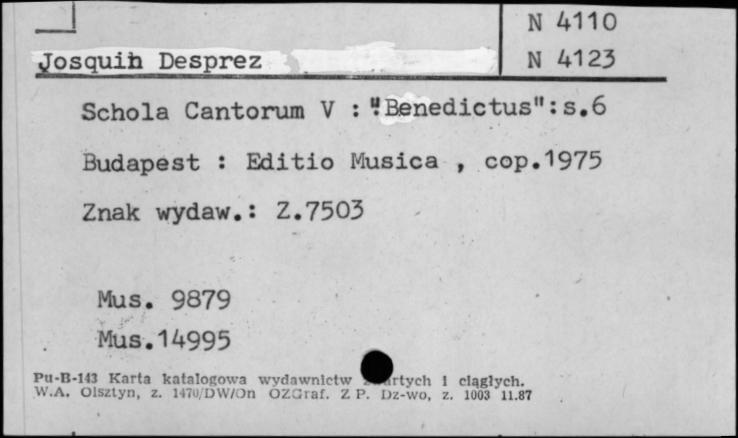 N 4110
Josquin Desprez N 4123
Schola Cantorum V : "Benedictus":s.6
Budapest : Editio Musica , cop.1975
Znak wydaw.: Z.7503
Mus. 9879
Mus.14995
Pu-B-143 Karta katalogowa wydawnictw i ciągłych.
W.A. Olsztyn, z. 1470/DW/On OZGraf. Z P. Dz-wo, z. 1003 11.87